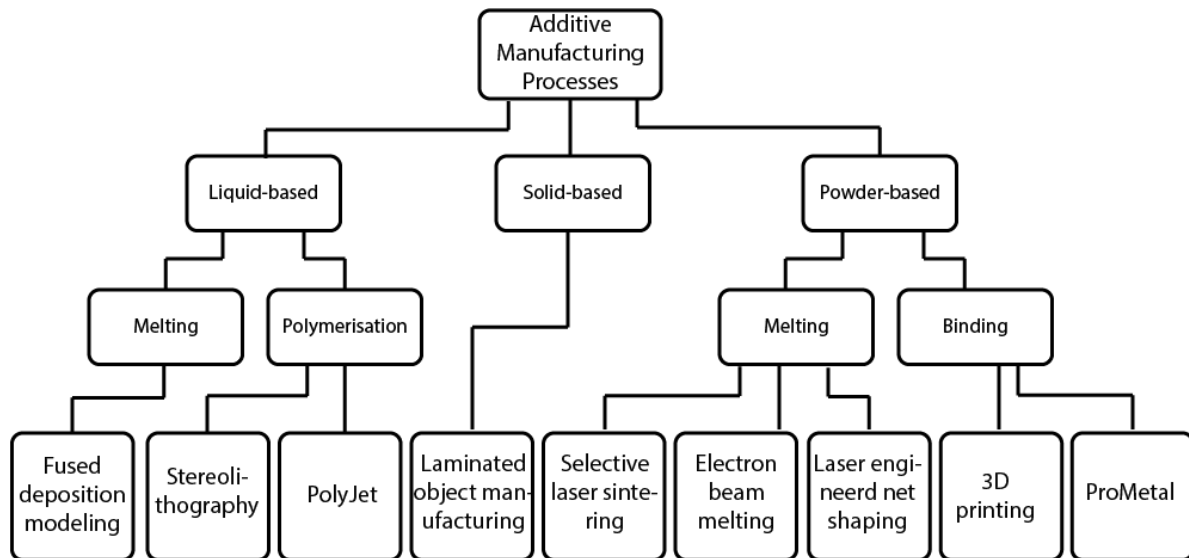 Additive
Manufacturing
Processes
Liquid-based
Solid-based
Powder-based
Melting
Polymerisation
Melting
Binding
Fused
deposition
modeling
Stereoli-
thography
PolyJet
Laminated
object man-
ufacturing
Selective
laser sinte-
ring
Electron
beam
melting
Laser engi-
neerd net
shaping
3D
printing
ProMetal